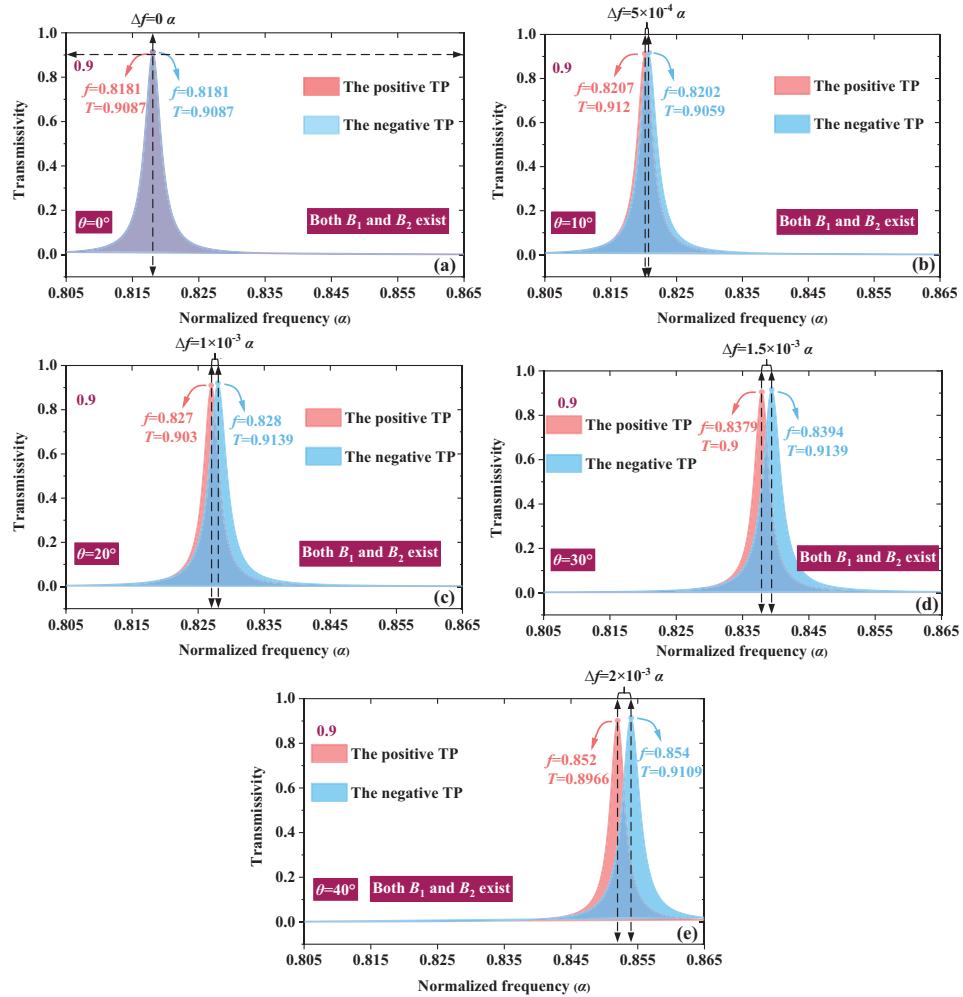 Δf=0 α
1.0
0.8
0.6
0.4
0.2
0.0
Transmissivity
0.9
f=0.8181
T=0.9087
f=0.8181
T=0.9087
The positive TP
The negative TP
θ=0°
Both B₁ and B₂ exist
(a)
0.805 0.815 0.825 0.835 0.845 0.855 0.865
Normalized frequency (α)
Δf=5×10⁻⁴ α
1.0
0.8
0.6
0.4
0.2
0.0
Transmissivity
0.9
f=0.8207
T=0.912
f=0.8202
T=0.9059
The positive TP
The negative TP
θ=10°
Both B₁ and B₂ exist
(b)
0.805 0.815 0.825 0.835 0.845 0.855 0.865
Normalized frequency (α)
Δf=1×10⁻³ α
1.0
0.8
0.6
0.4
0.2
0.0
Transmissivity
0.9
f=0.827
T=0.903
f=0.828
T=0.9139
The positive TP
The negative TP
θ=20°
Both B₁ and B₂ exist
(c)
0.805 0.815 0.825 0.835 0.845 0.855 0.865
Normalized frequency (α)
Δf=1.5×10⁻³ α
1.0
0.8
0.6
0.4
0.2
0.0
Transmissivity
0.9
The positive TP
The negative TP
f=0.8379
T=0.9
f=0.8394
T=0.9139
θ=30°
Both B₁ and B₂ exist
(d)
0.805 0.815 0.825 0.835 0.845 0.855 0.865
Normalized frequency (α)
Δf=2×10⁻³ α
1.0
0.8
0.6
0.4
0.2
0.0
Transmissivity
0.9
The positive TP
The negative TP
f=0.852
T=0.8966
f=0.854
T=0.9109
θ=40°
Both B₁ and B₂ exist
(e)
0.805 0.815 0.825 0.835 0.845 0.855 0.865
Normalized frequency (α)